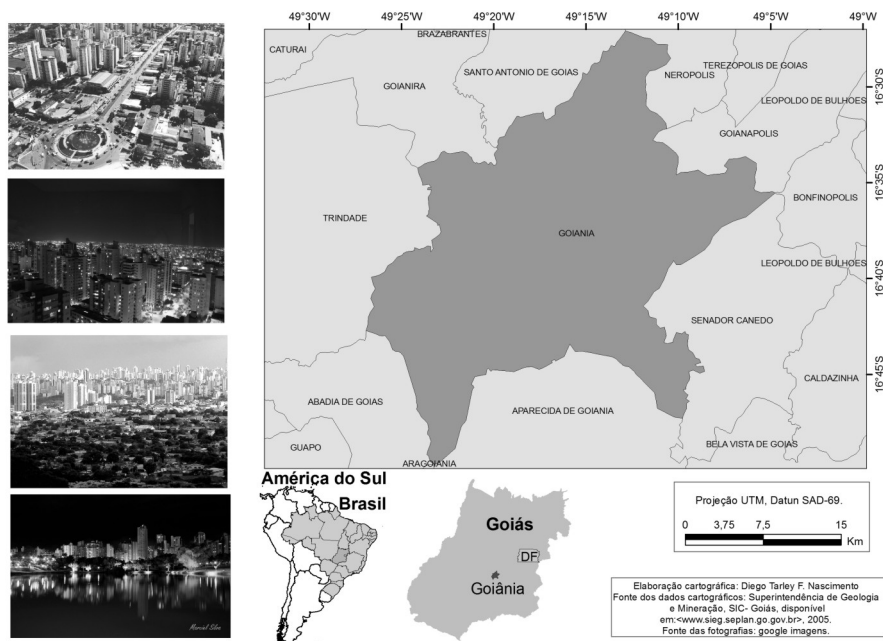 49°30'W 49°25'W 49°20'W 49°15'W 49°10'W 49°5'W 49°W
BRAZABRANTES
CATURAI
SANTO ANTONIO DE GOIAS
TEREZOPOLIS DE GOIAS
NEROPOLIS
GOIANIRA
16°30'S
LEOPOLDO DE BULHOES
GOIANAPOLIS
16°35'S
BONFINOPOLIS
TRINDADE
GOIANIA
LEOPOLDO DE BULHOES
16°40'S
SENADOR CANEDO
16°45'S
CALDAZINHA
ABADIA DE GOIAS
APARECIDA DE GOIANIA
GUAPO
BELA VISTA DE GOIAS
ARAGOIANIA
América do Sul
Brasil
Goiás
DF
Goiânia
Projeção UTM, Datun SAD-69.
0 3,75 7,5 15
Km
Elaboração cartográfica: Diego Tarley F. Nascimento
Fonte dos dados cartográficos: Superintendência de Geologia
e Mineração, SIC- Goiás, disponível
em:<www.sieg.seplan.go.gov.br>, 2005.
Fonte das fotografias: google imagens.